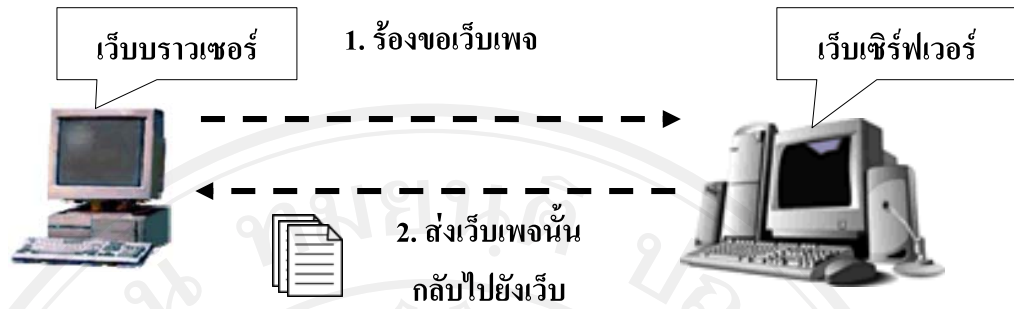 เว็บบราวเซอร์
1. ร้องขอเว็บเพจ
เว็บเซิร์ฟเวอร์
2. ส่งเว็บเพจนั้น
กลับไปยังเว็บ